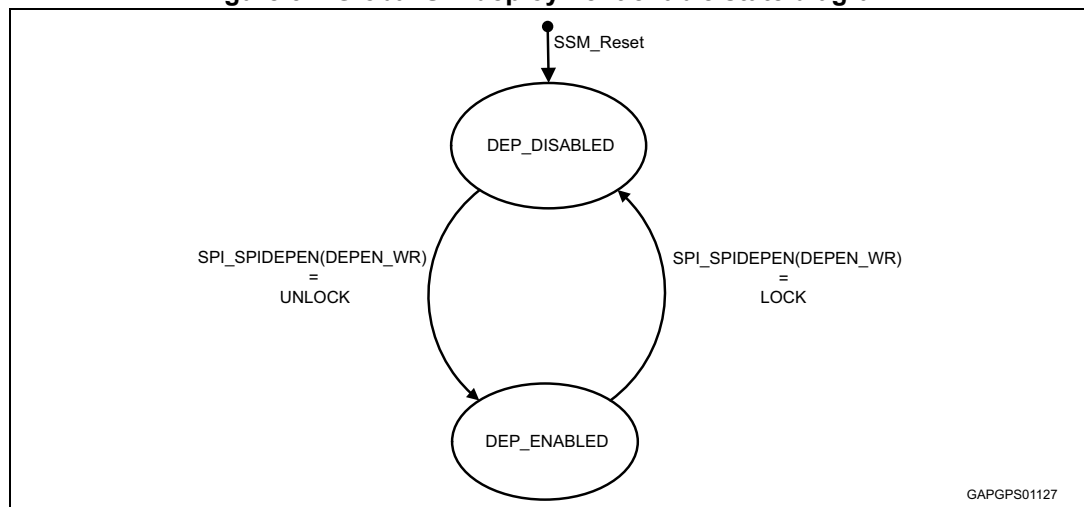 SSM_Reset
DEP_DISABLED
SPI_SPIDEPEN(DEPEN_WR)
=
UNLOCK
SPI_SPIDEPEN(DEPEN_WR)
=
LOCK
DEP_ENABLED
GAPGPS01127